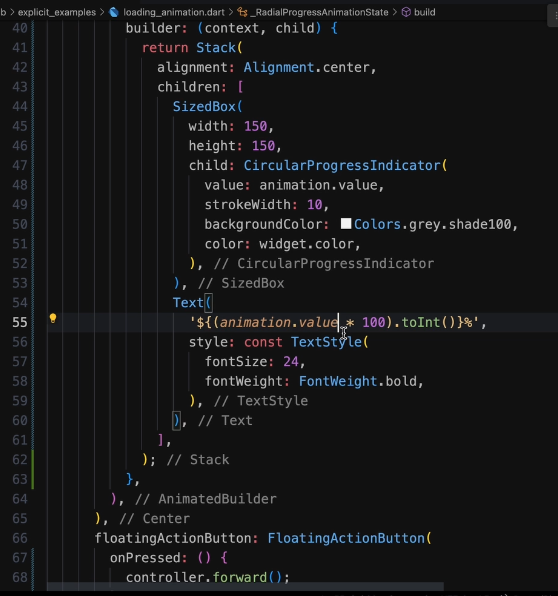 b > explicit_examples > loading_animation.dart > _RadialProgressAnimationState > build
40 builder: (context, child) {
41 return Stack(
42 alignment: Alignment.center,
43 children: [
44 SizedBox(
45 width: 150,
46 height: 150,
47 child: CircularProgressIndicator(
48 value: animation.value,
49 strokeWidth: 10,
50 backgroundColor: Colors.grey.shade100,
51 color: widget.color,
52 ), // CircularProgressIndicator
53 ), // SizedBox
54 Text(
55 '${(animation.value * 100).toInt()}%',
56 style: const TextStyle(
57 fontSize: 24,
58 fontWeight: FontWeight.bold,
59 ), // TextStyle
60 ), // Text
61 ],
62 ); // Stack
63 },
64 ), // AnimatedBuilder
65 ), // Center
66 floatingActionButton: FloatingActionButton(
67 onPressed: () {
68 controller.forward();